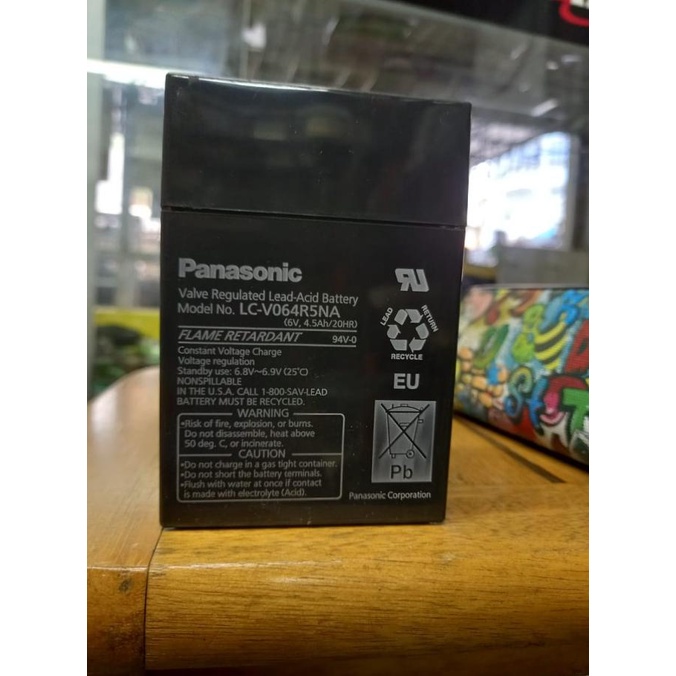 Panasonic
Valve Regulated Lead-Acid Battery
Model No. LC-V064R5NA
(6V, 4.5Ah/20HR)
FLAME RETARDANT 94V-0
Constant Voltage Charge
Voltage regulation
Standby use: 6.8V~6.9V (25℃)
NONSPILLABLE
IN THE U.S.A. CALL 1-800-SAV-LEAD
BATTERY MUST BE RECYCLED.
WARNING
•Risk of fire, explosion, or burns.
Do not disassemble, heat above
50 deg. C, or incinerate.
CAUTION
•Do not charge in a gas tight container.
•Do not short the battery terminals.
•Flush with water at once if contact
is made with electrolyte (Acid).
LEAD
RETURN
RECYCLE
EU
Pb
Panasonic Corporation